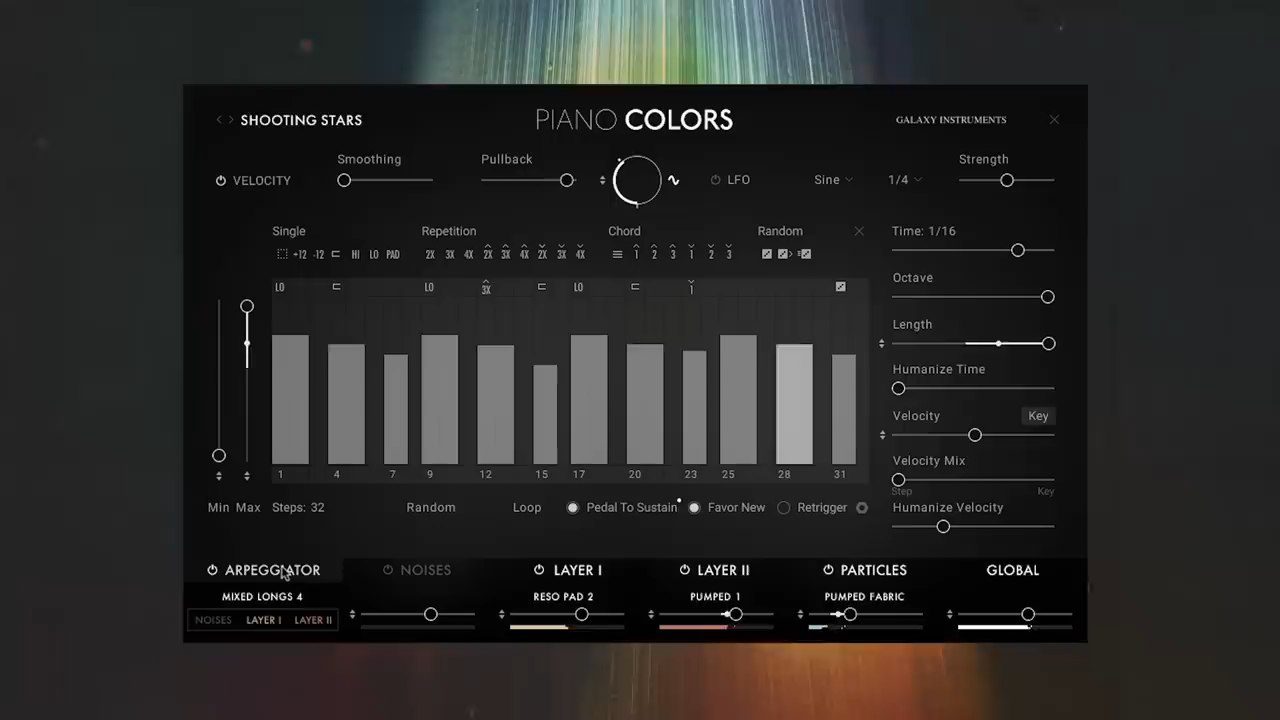 SHOOTING STARS
PIANO COLORS
GALAXY INSTRUMENTS
VELOCITY
Smoothing
Pullback
LFO
Sine
1/4
Strength
Single
Repetition
Chord
Random
+12 -12 HI LO PAD
2X 3X 4X 2X 3X 4X 2X 3X 4X
1 2 3 1 2 3
LO
LO
3X
LO
1
1 4 7 9 12 15 17 20 23 25 28 31
Min Max
Steps: 32
Random
Loop
Pedal To Sustain
Favor New
Retrigger
Time: 1/16
Octave
Length
Humanize Time
Velocity
Key
Velocity Mix
Step
Key
Humanize Velocity
ARPEGGIATOR
NOISES
LAYER I
LAYER II
PARTICLES
GLOBAL
MIXED LONGS 4
RESO PAD 2
PUMPED 1
PUMPED FABRIC
NOISES LAYER I LAYER II